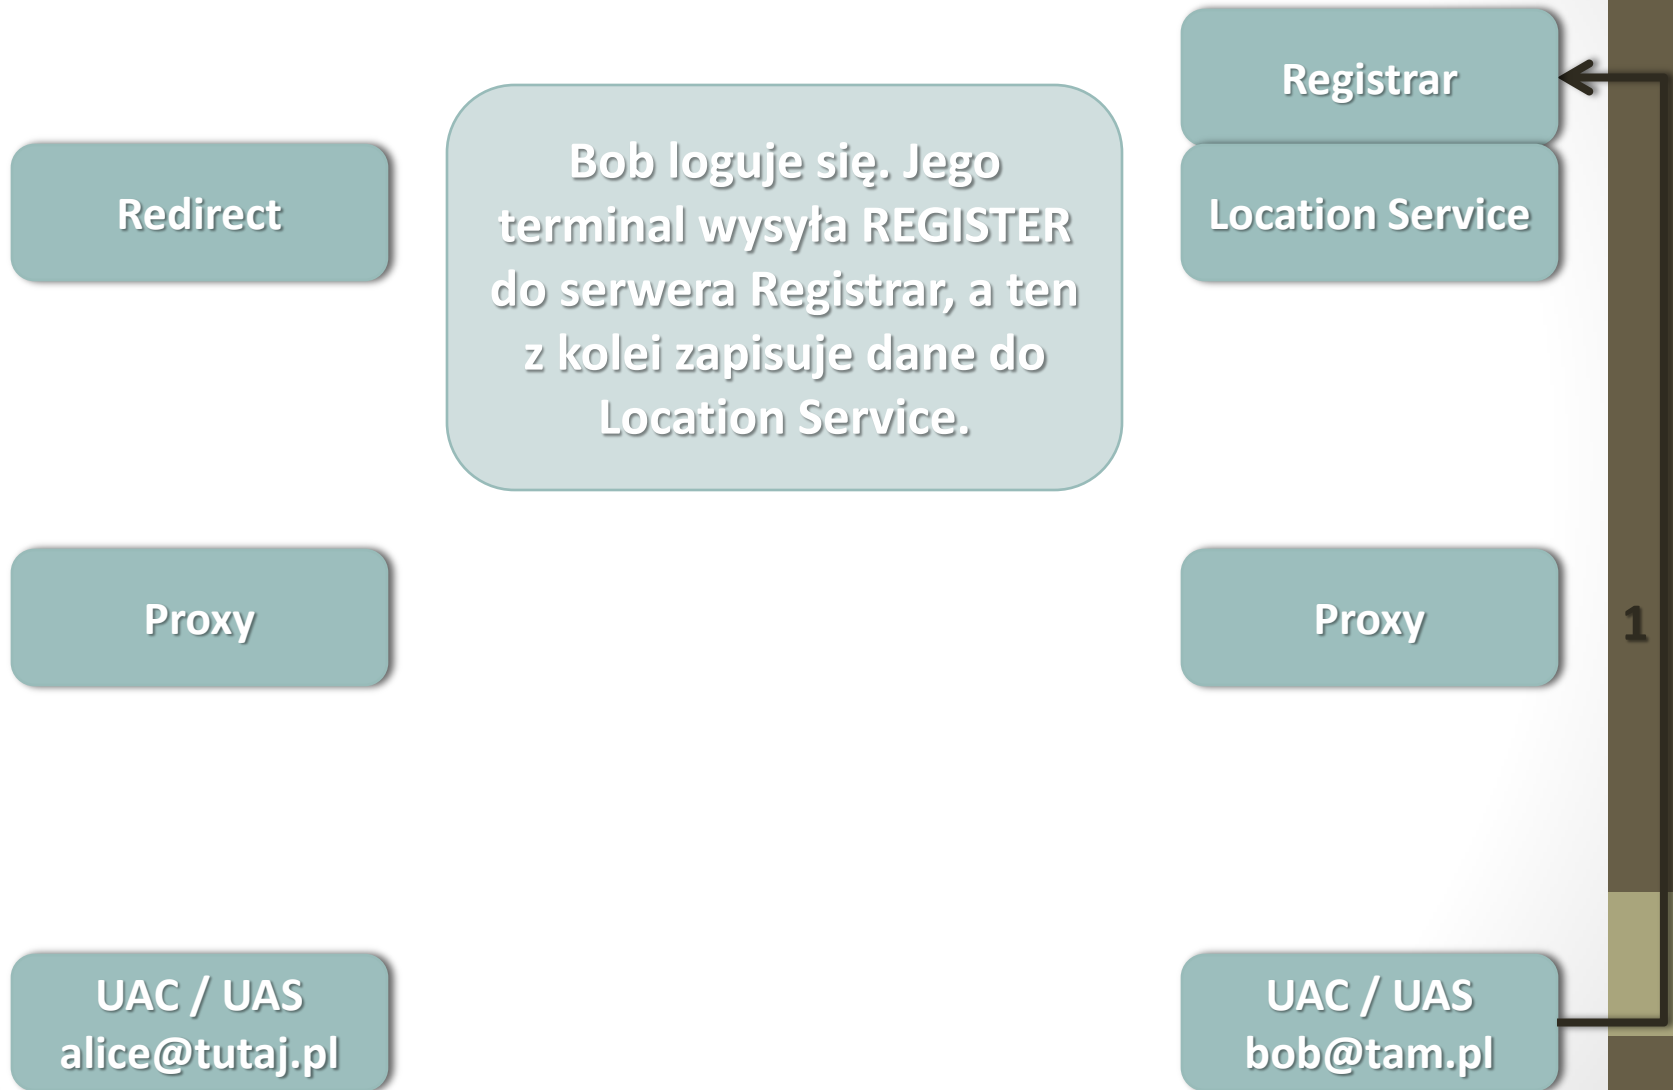 Registrar
Redirect
Bob loguje się. Jego
terminal wysyła REGISTER
do serwera Registrar, a ten
z kolei zapisuje dane do
Location Service.
Location Service
Proxy
Proxy
1
UAC / UAS
alice@tutaj.pl
UAC / UAS
bob@tam.pl